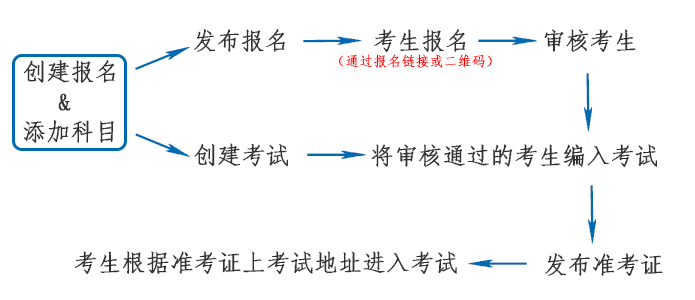 发布报名
考生报名
审核考生
（通过报名链接或二维码）
创建报名
&
添加科目
创建考试
将审核通过的考生编入考试
考生根据准考证上考试地址进入考试
发布准考证